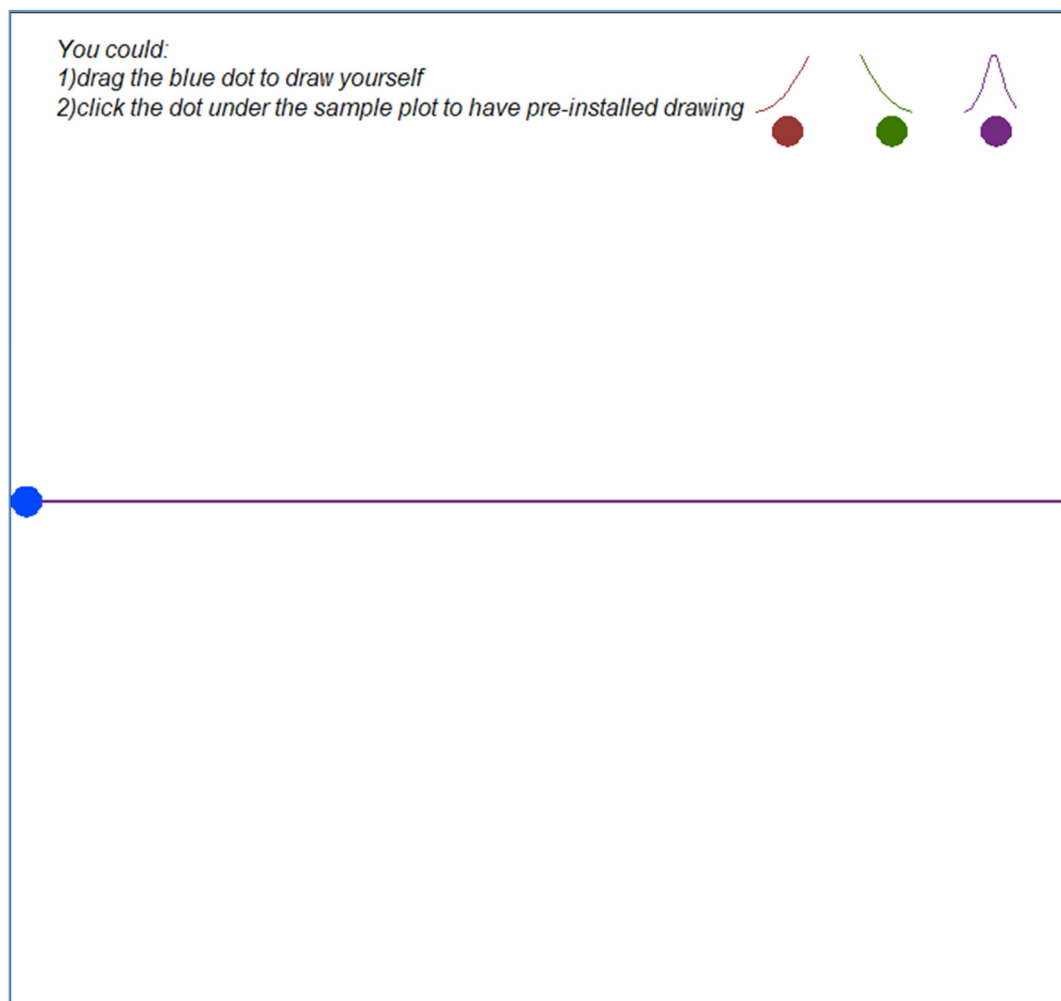 You could:
1)drag the blue dot to draw yourself
2)click the dot under the sample plot to have pre-installed drawing